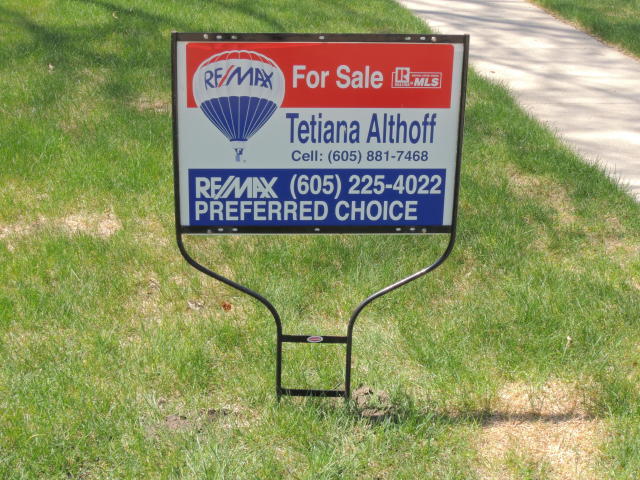 RE/MAX
For Sale
R
MLS
Tetiana Althoff
Cell: (605) 881-7468
RE/MAX (605) 225-4022
PREFERRED CHOICE